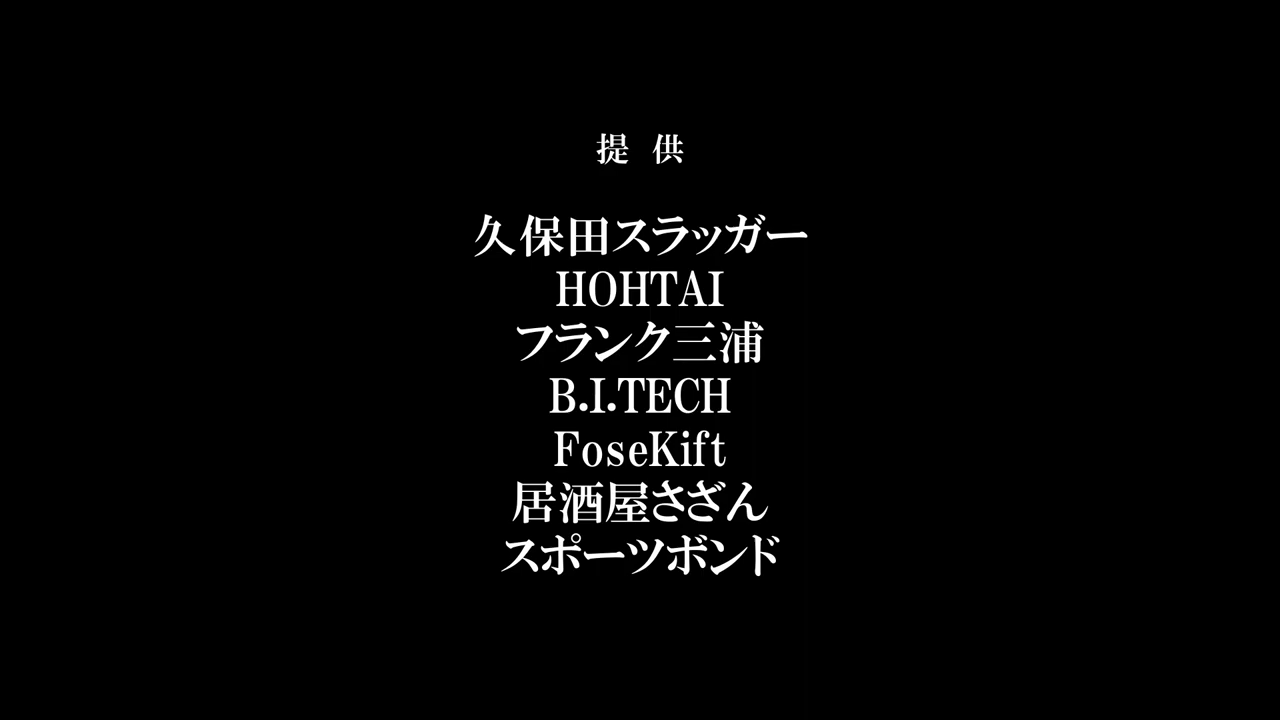 提 供
久保田スラッガー
HOHTAI
フランク三浦
B.I.TECH
FoseKift
居酒屋さざん
スポーツボンド